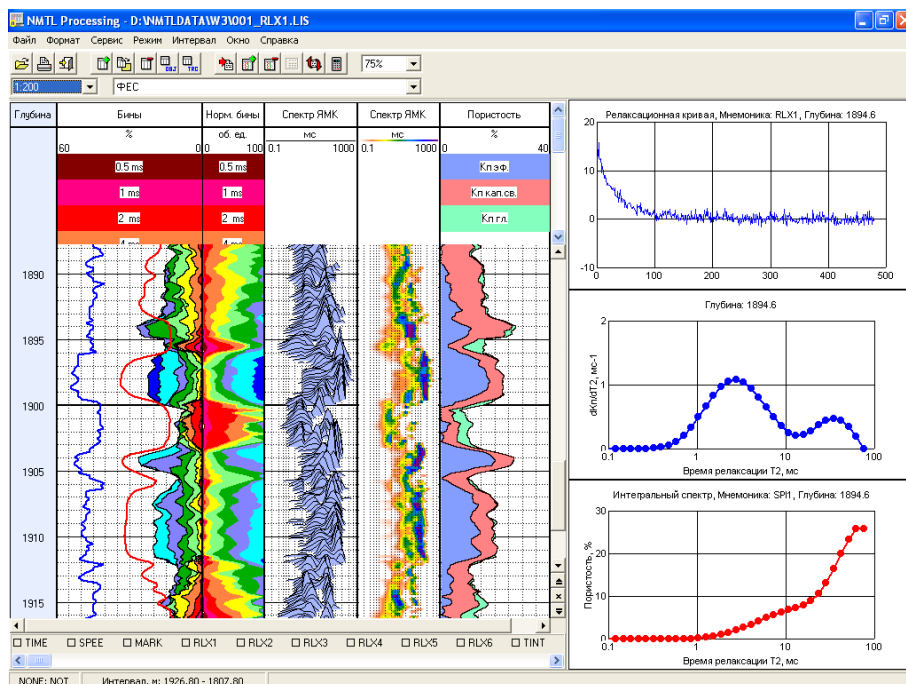 NMTL Processing - D:\NMTLDATA\W3\001_RLX1.LIS
Файл Формат Сервис Режим Интервал Окно Справка
75%
1:200 ФЕС
Глубина Бины Норм. бины Спектр ЯМК Спектр ЯМК Пористость
% об. ед. мс мс %
60 0 0 100 0.1 1000 0.1 1000 0 40
0.5 ms 0.5 ms Кп эф.
1 ms 1 ms Кп кап.св.
2 ms 2 ms Кп гл.
4 ms 4 ms
1890
1895
1900
1905
1910
1915
TIME SPEE MARK RLX1 RLX2 RLX3 RLX4 RLX5 RLX6 TINT
NONE: NOT Интервал, м: 1926.80 - 1807.80
Релаксационная кривая, Мнемоника: RLX1, Глубина: 1894.6
20
10
0
-10
0 100 200 300 400 500
Глубина: 1894.6
dKп/dT2, мс-1
2
1
0
0.1 1 10 100
Время релаксации T2, мс
Интегральный спектр, Мнемоника: SPI1, Глубина: 1894.6
Пористость, %
30
20
10
0
0.1 1 10 100
Время релаксации T2, мс